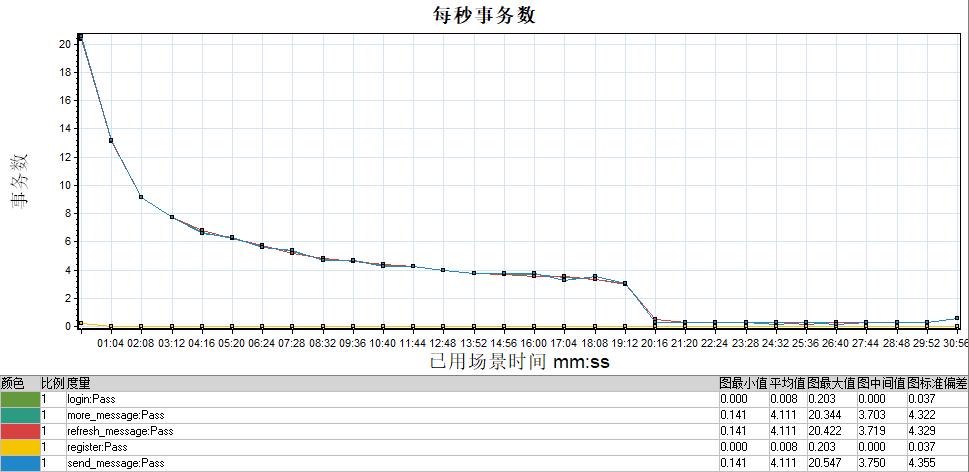 每秒事务数
事务数
20
18
16
14
12
10
8
6
4
2
0
01:04 02:08 03:12 04:16 05:20 06:24 07:28 08:32 09:36 10:40 11:44 12:48 13:52 14:56 16:00 17:04 18:08 19:12 20:16 21:20 22:24 23:28 24:32 25:36 26:40 27:44 28:48 29:52 30:56
已用场景时间 mm:ss
颜色 比例 度量 图最小值 平均值 图最大值 图中间值 图标准偏差
1 login:Pass 0.000 0.008 0.203 0.000 0.037
1 more_message:Pass 0.141 4.111 20.344 3.703 4.322
1 refresh_message:Pass 0.141 4.111 20.422 3.719 4.329
1 register:Pass 0.000 0.008 0.203 0.000 0.037
1 send_message:Pass 0.141 4.111 20.547 3.750 4.355